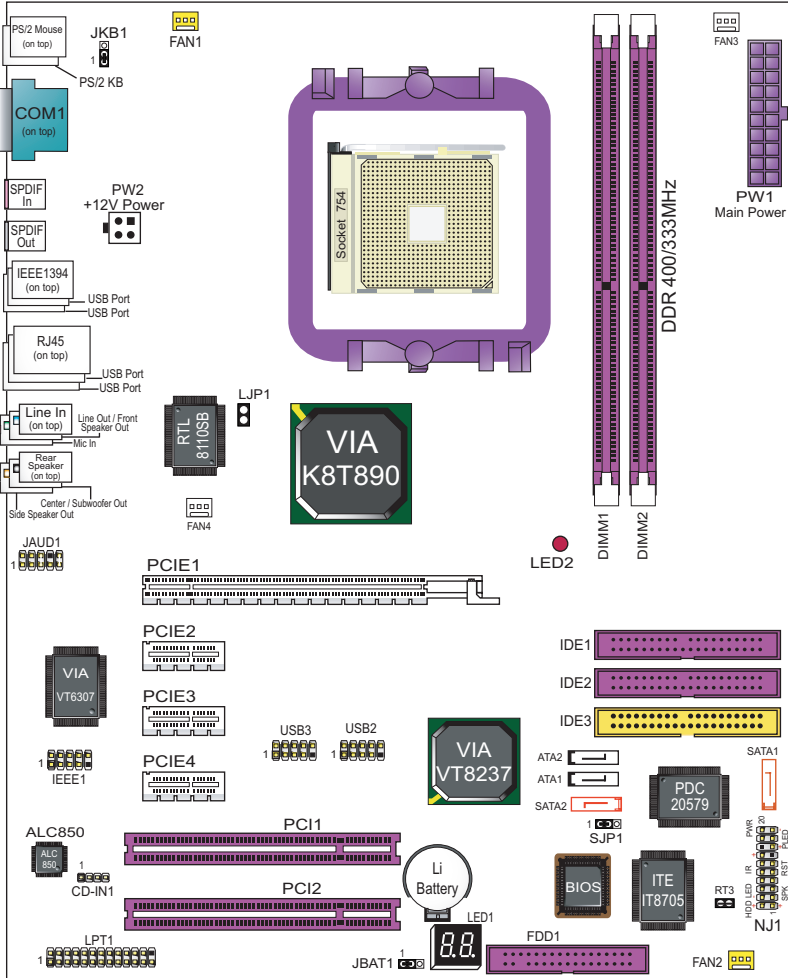 PS/2 Mouse
(on top)
JKB1
1
FAN1
FAN3
PS/2 KB
COM1
(on top)
SPDIF
In
PW2
+12V Power
Socket 754
DDR 400/333MHz
PW1
Main Power
SPDIF
Out
IEEE1394
(on top)
USB Port
USB Port
RJ45
(on top)
USB Port
USB Port
LJP1
Line In
(on top)
Line Out / Front
Speaker Out
Mic In
RTL
8110SB
VIA
K8T890
Rear
Speaker
(on top)
Center / Subwoofer Out
Side Speaker Out
FAN4
DIMM1
DIMM2
JAUD1
1
LED2
PCIE1
PCIE2
IDE1
VIA
VT6307
IDE2
PCIE3
IDE3
USB3
1
USB2
1
VIA
VT8237
PCIE4
1
IEEE1
ATA2
ATA1
SATA2
SATA1
PDC
20579
1
SJP1
ALC850
ALC
850
PCI1
1
CD-IN1
Li
Battery
BIOS
ITE
IT8705
RT3
20
PWR
PLED
IR
RST
HDD LED
SPK
1
NJ1
PCI2
LED1
8.8.
LPT1
1
JBAT1
1
FDD1
FAN2